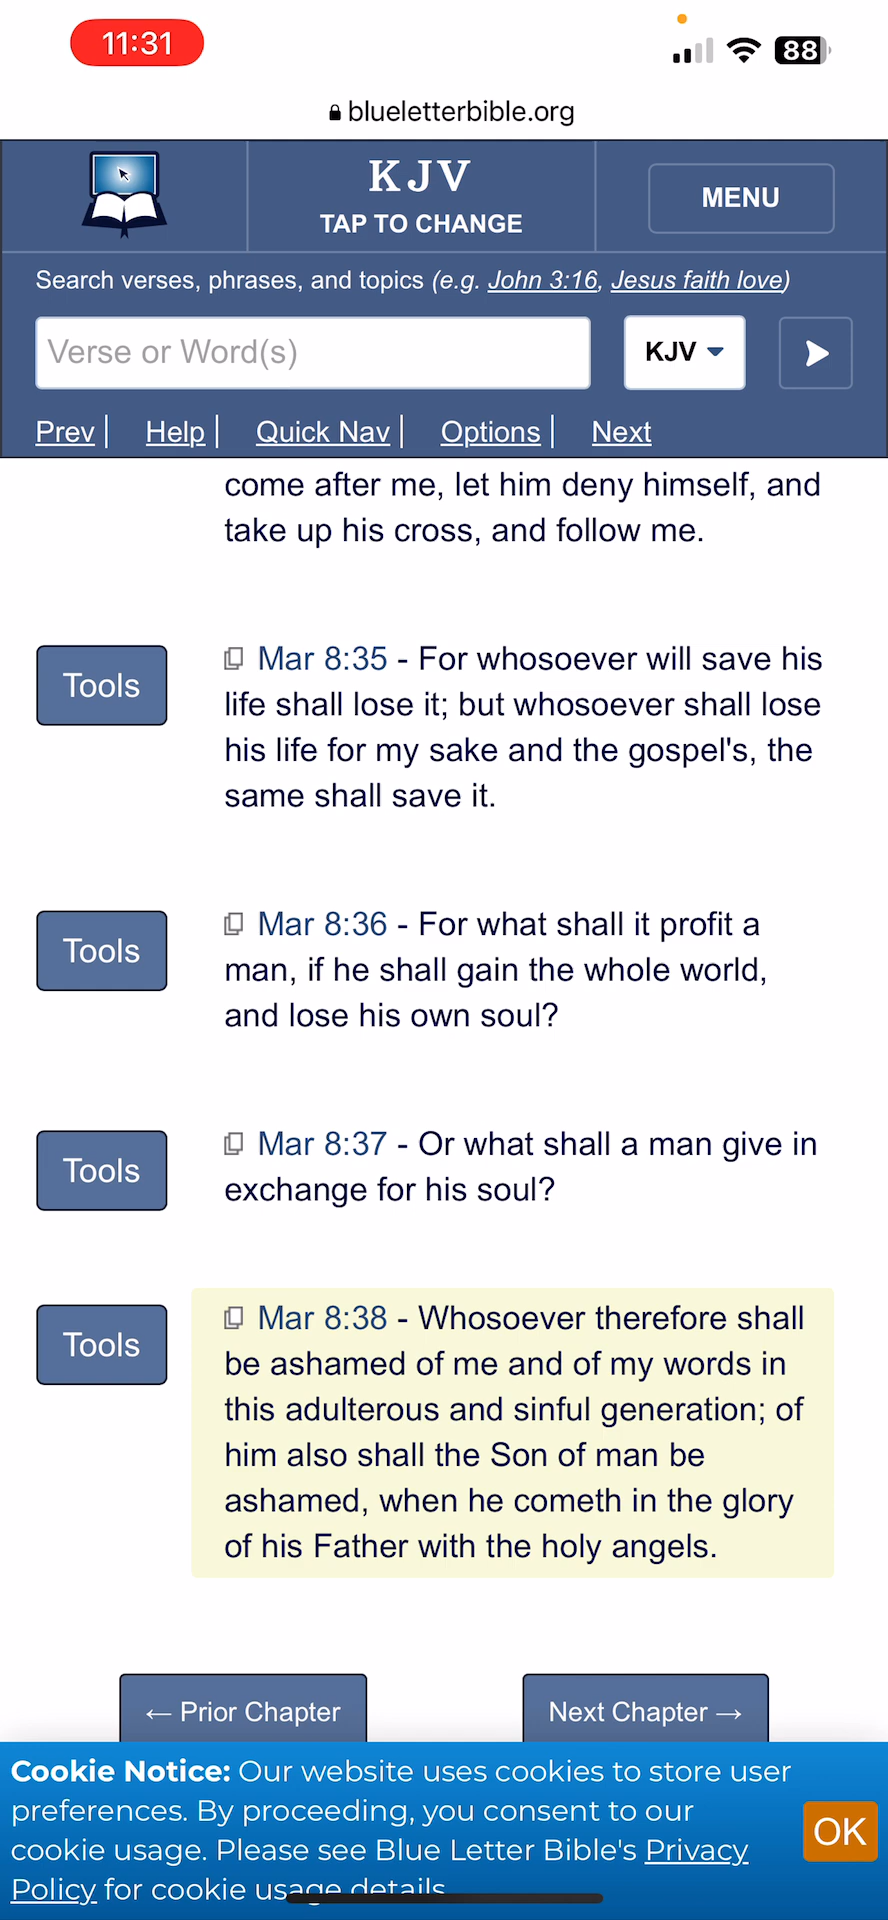 11:31
88
blueletterbible.org
KJV
TAP TO CHANGE
MENU
Search verses, phrases, and topics (e.g. John 3:16, Jesus faith love)
Verse or Word(s)
KJV
Prev | Help | Quick Nav | Options | Next
come after me, let him deny himself, and
take up his cross, and follow me.
Tools
Mar 8:35 - For whosoever will save his
life shall lose it; but whosoever shall lose
his life for my sake and the gospel's, the
same shall save it.
Tools
Mar 8:36 - For what shall it profit a
man, if he shall gain the whole world,
and lose his own soul?
Tools
Mar 8:37 - Or what shall a man give in
exchange for his soul?
Tools
Mar 8:38 - Whosoever therefore shall
be ashamed of me and of my words in
this adulterous and sinful generation; of
him also shall the Son of man be
ashamed, when he cometh in the glory
of his Father with the holy angels.
← Prior Chapter
Next Chapter →
Cookie Notice: Our website uses cookies to store user
preferences. By proceeding, you consent to our
cookie usage. Please see Blue Letter Bible's Privacy
Policy for cookie usage details
OK